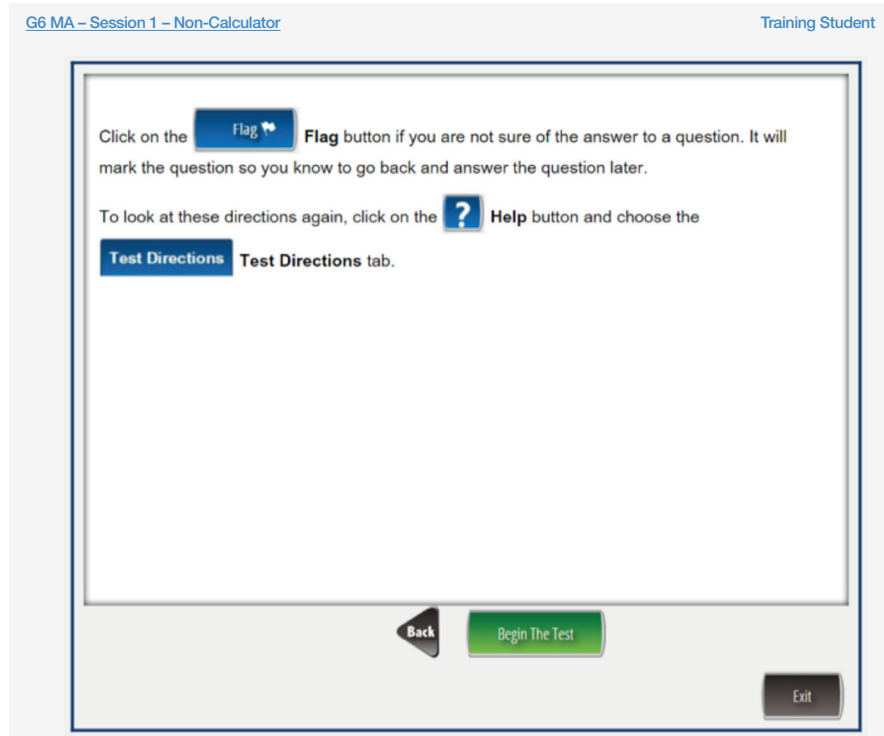 G6 MA – Session 1 – Non-Calculator Training Student
Click on the Flag Flag button if you are not sure of the answer to a question. It will
mark the question so you know to go back and answer the question later.
To look at these directions again, click on the ? Help button and choose the
Test Directions Test Directions tab.
Back Begin The Test
Exit